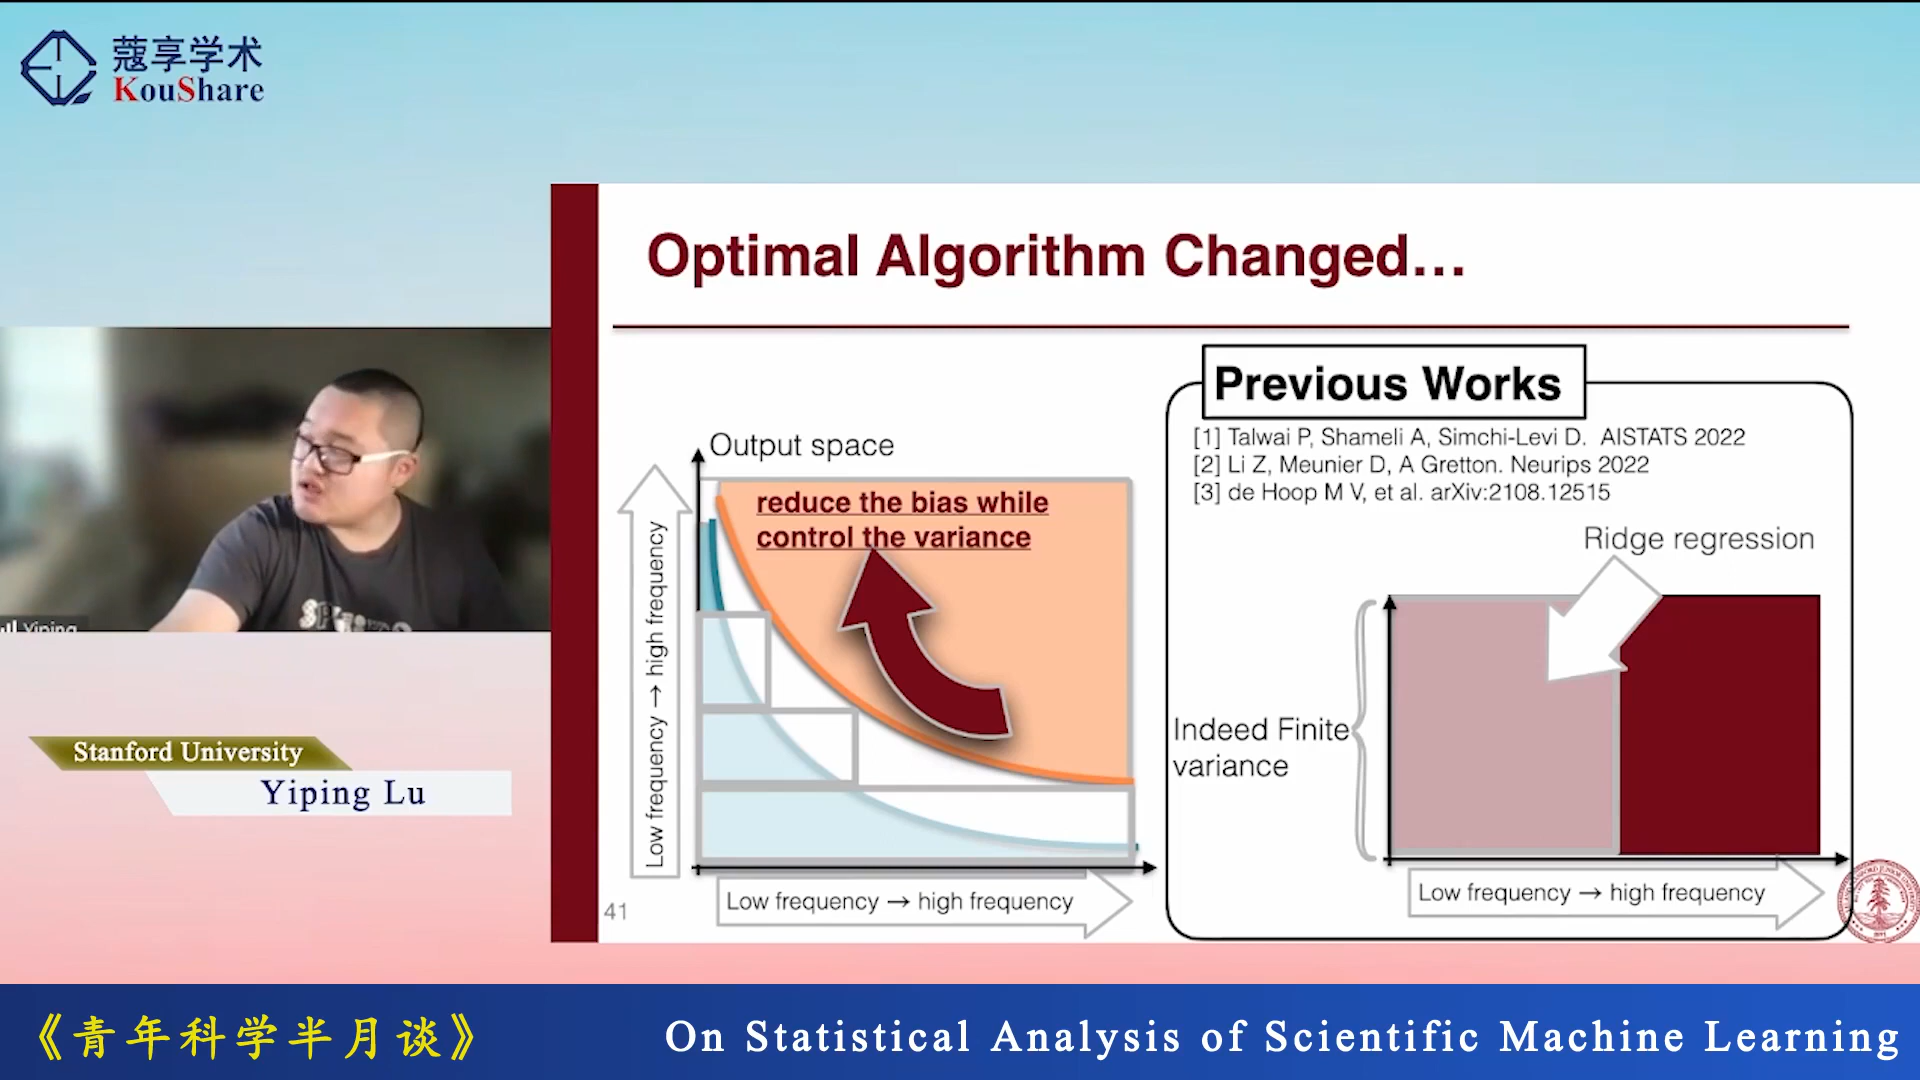 蔻享学术
KouShare
Optimal Algorithm Changed...
Previous Works
[1] Talwai P, Shameli A, Simchi-Levi D. AISTATS 2022
[2] Li Z, Meunier D, A Gretton. Neurips 2022
[3] de Hoop M V, et al. arXiv:2108.12515
Output space
reduce the bias while
control the variance
Low frequency → high frequency
Low frequency → high frequency
41
Ridge regression
Indeed Finite
variance
Low frequency → high frequency
Yiping
Stanford University
Yiping Lu
《青年科学半月谈》
On Statistical Analysis of Scientific Machine Learning